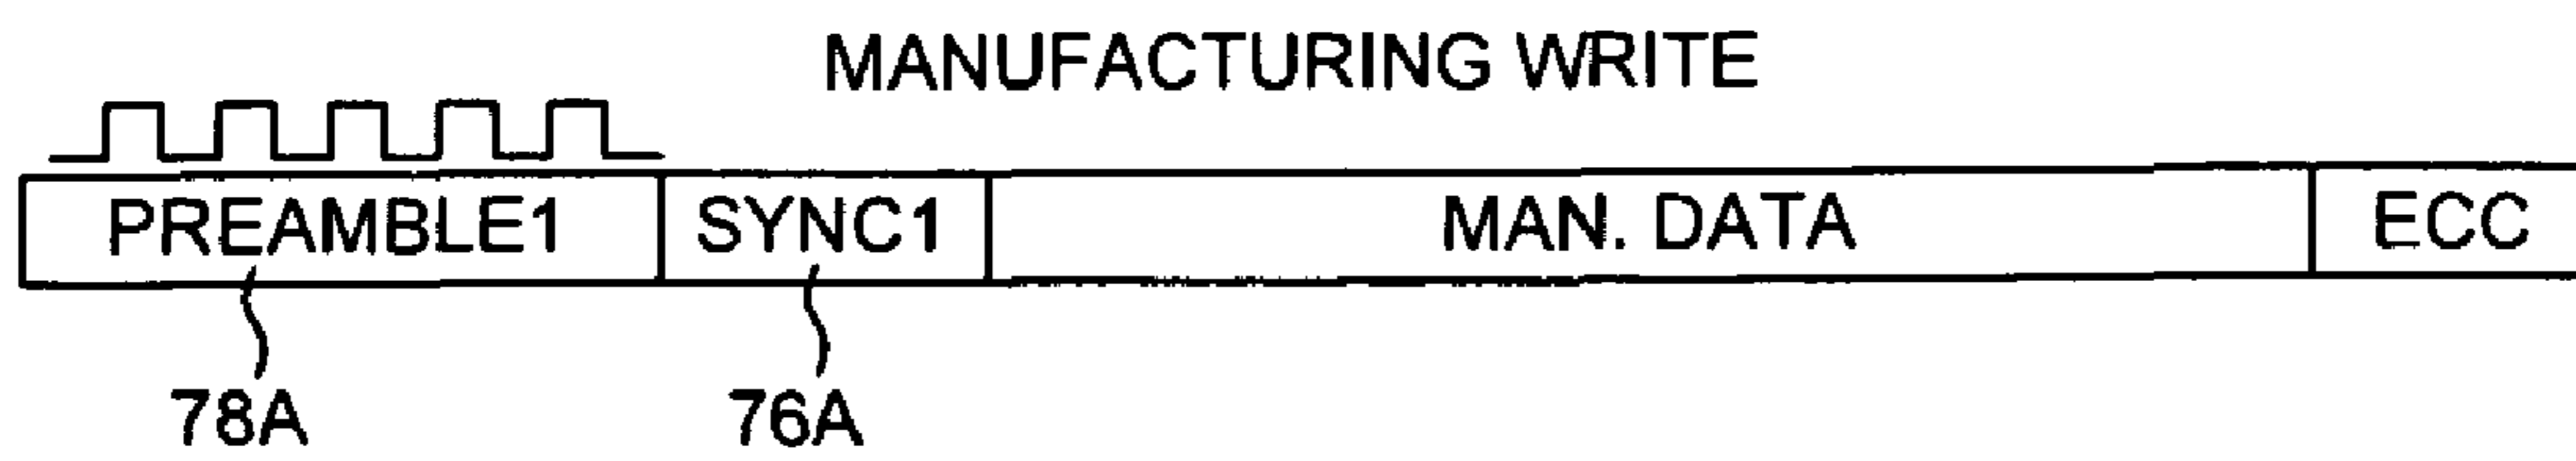 MANUFACTURING WRITE
PREAMBLE1 SYNC1 MAN. DATA ECC
78A 76A